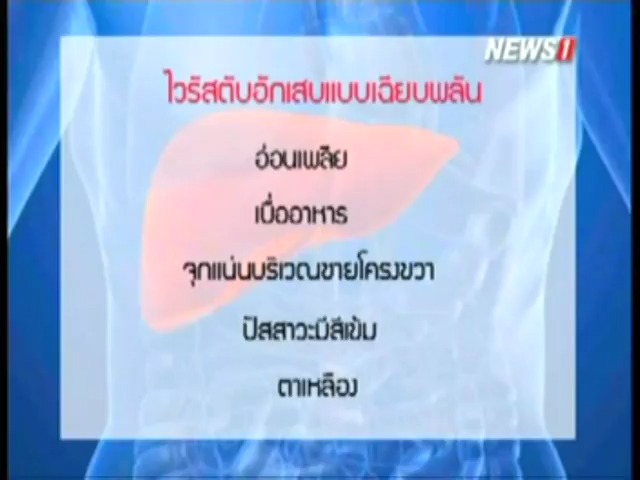 NEWS1
ไวรัสตับอักเสบแบบเฉียบพลัน
อ่อนเพลีย
เบื่ออาหาร
จุกแน่นบริเวณชายโครงขวา
ปัสสาวะมีสีเข้ม
ตาเหลือง